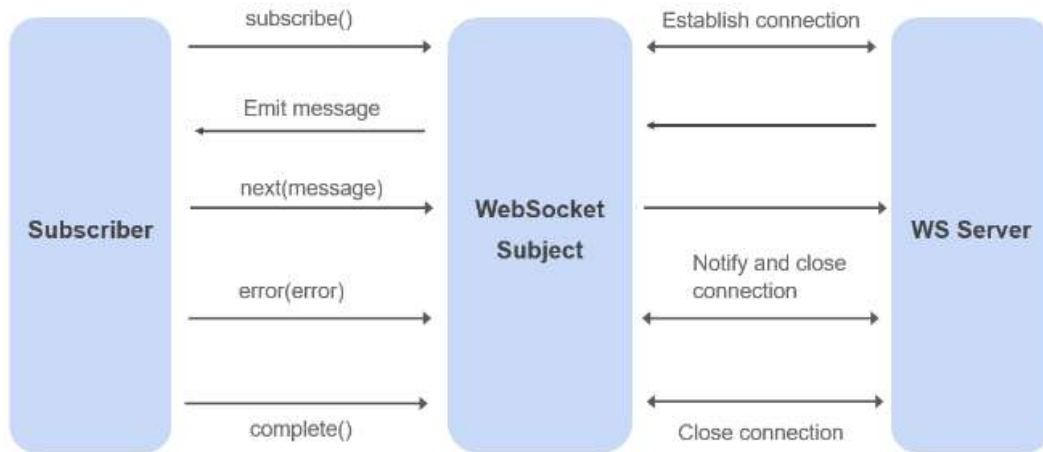 subscribe()
Establish connection
Emit message
next(message)
Subscriber
WebSocket
Subject
WS Server
error(error)
Notify and close
connection
complete()
Close connection